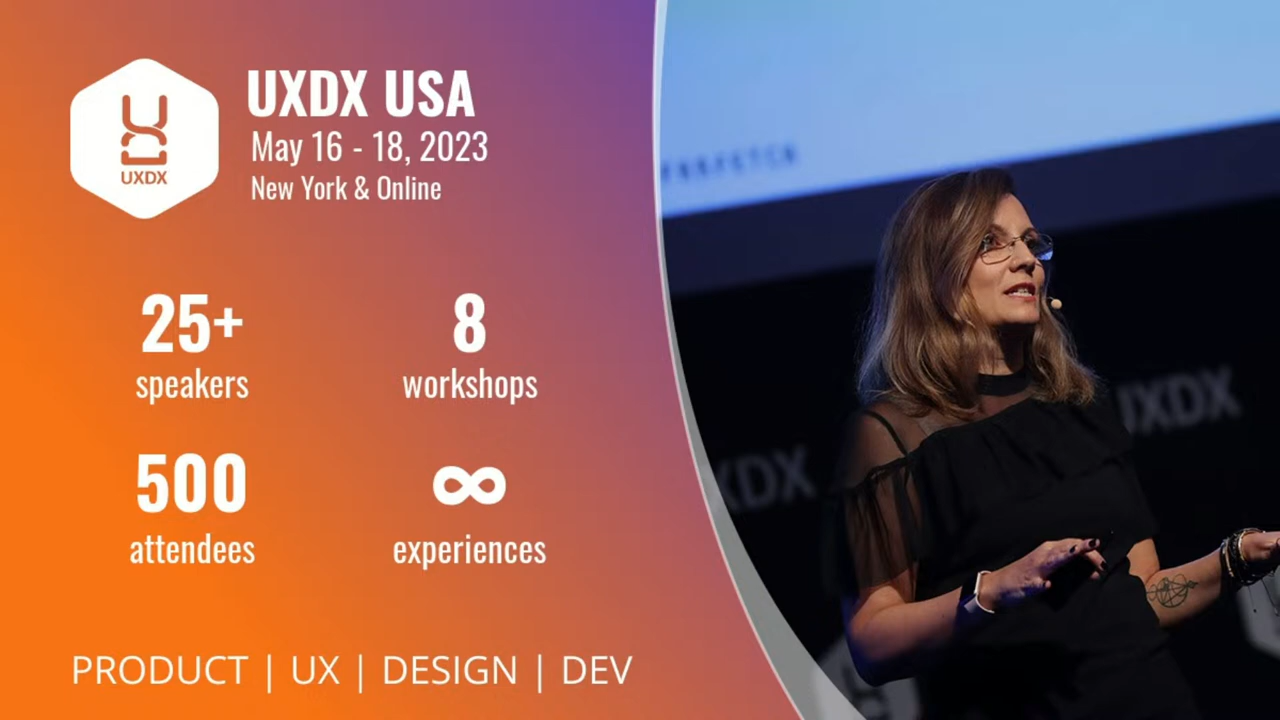 UXDX
UXDX USA
May 16 - 18, 2023
New York & Online
25+
speakers
8
workshops
500
attendees
∞
experiences
PRODUCT | UX | DESIGN | DEV
XDX
UXDX